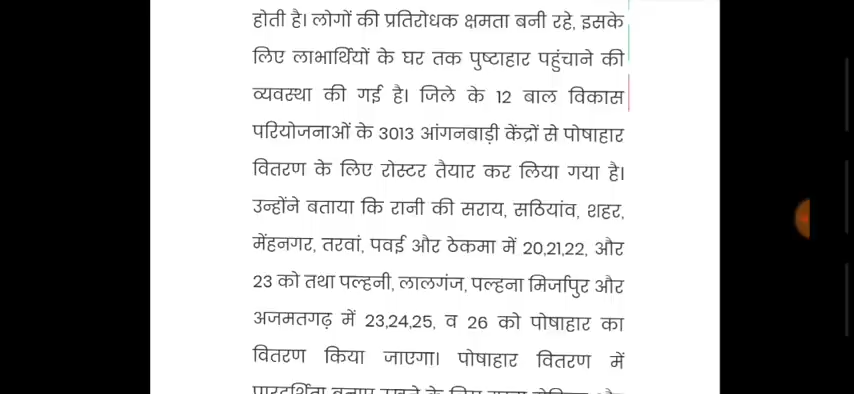 होती है। लोगों की प्रतिरोधक क्षमता बनी रहे, इसके
लिए लाभार्थियों के घर तक पुष्टाहार पहुंचाने की
व्यवस्था की गई है। जिले के 12 बाल विकास
परियोजनाओं के 3013 आंगनबाड़ी केंद्रों से पोषाहार
वितरण के लिए रोस्टर तैयार कर लिया गया है।
उन्होंने बताया कि रानी की सराय, सठियांव, शहर,
मेंहनगर, तरवां, पवई और ठेकमा में 20,21,22, और
23 को तथा पल्हनी, लालगंज, पल्हना मिर्जापुर और
अजमतगढ़ में 23,24,25, व 26 को पोषाहार का
वितरण किया जाएगा। पोषाहार वितरण में